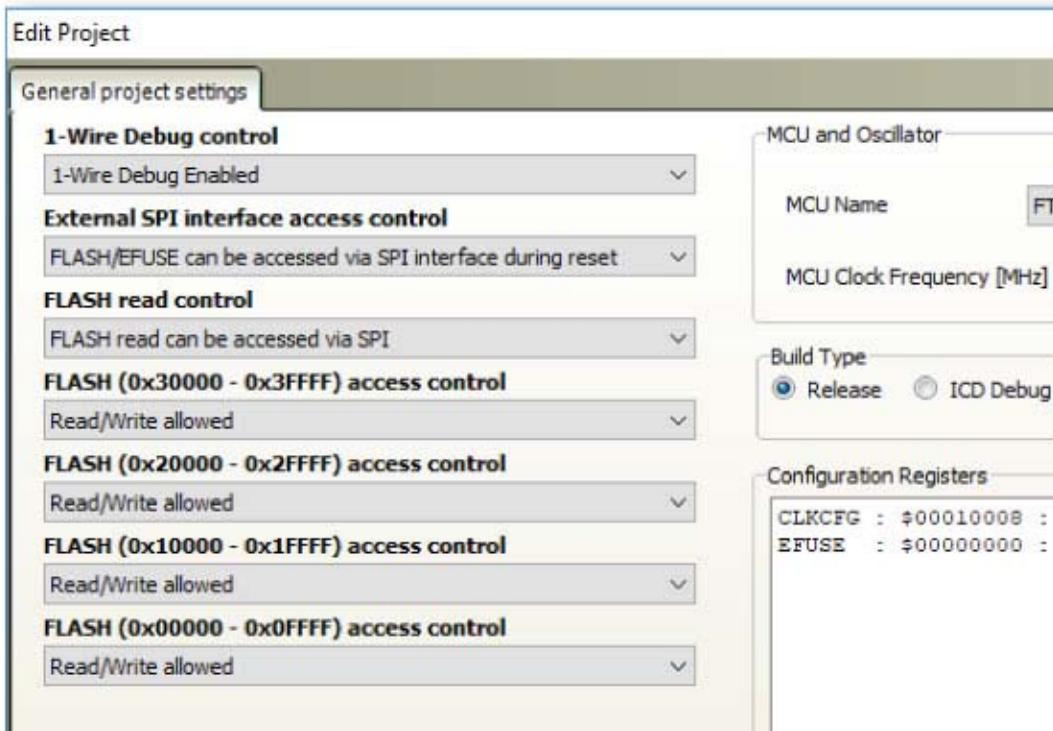 Edit Project
General project settings
1-Wire Debug control
1-Wire Debug Enabled
External SPI interface access control
FLASH/EFUSE can be accessed via SPI interface during reset
FLASH read control
FLASH read can be accessed via SPI
FLASH (0x30000 - 0x3FFFF) access control
Read/Write allowed
FLASH (0x20000 - 0x2FFFF) access control
Read/Write allowed
FLASH (0x10000 - 0x1FFFF) access control
Read/Write allowed
FLASH (0x00000 - 0x0FFFF) access control
Read/Write allowed
MCU and Oscillator
MCU Name FT
MCU Clock Frequency [MHz]
Build Type
Release ICD Debug
Configuration Registers
CLKCFG : $00010008 :
EFUSE : $00000000 :